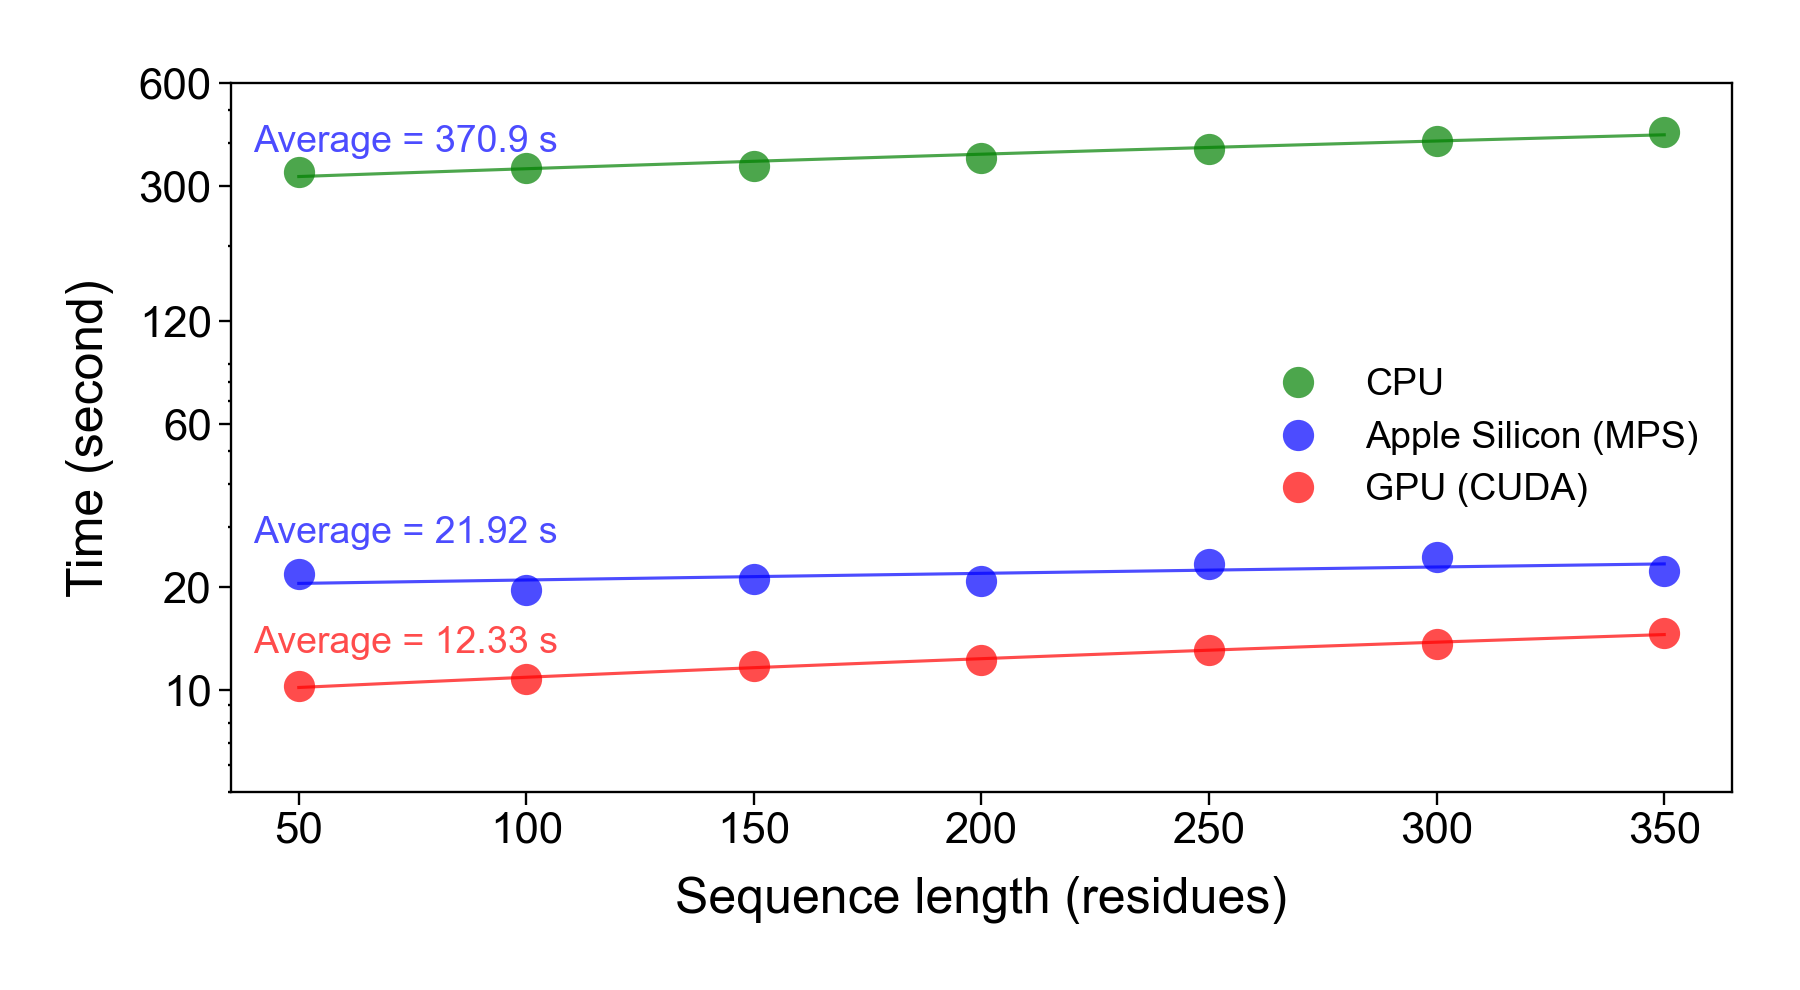 600
300
120
60
20
10
Time (second)
Average = 370.9 s
Average = 21.92 s
Average = 12.33 s
CPU
Apple Silicon (MPS)
GPU (CUDA)
50 100 150 200 250 300 350
Sequence length (residues)